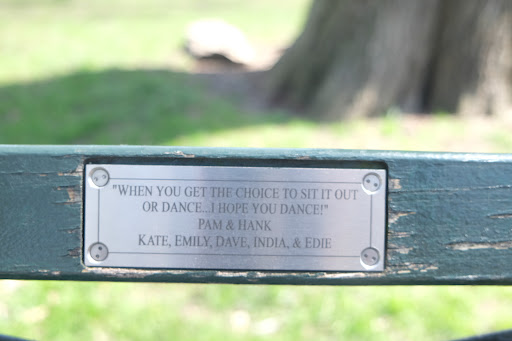 "WHEN YOU GET THE CHOICE TO SIT IT OUT
OR DANCE...I HOPE YOU DANCE!"
PAM & HANK
KATE, EMILY, DAVE, INDIA, & EDIE